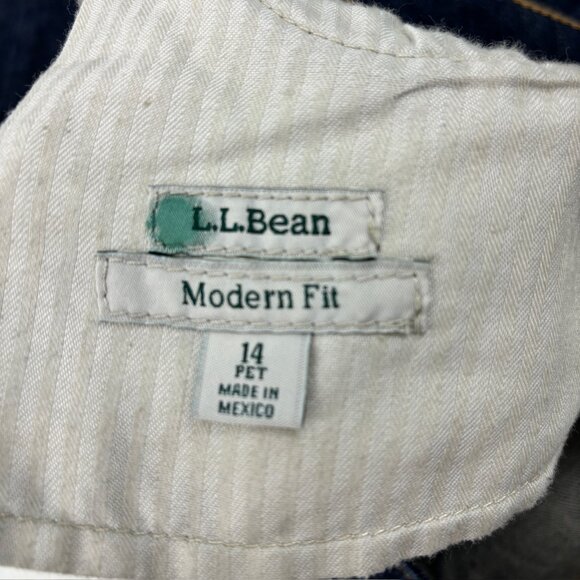 L.L.Bean
Modern Fit
14
PET
MADE IN
MEXICO